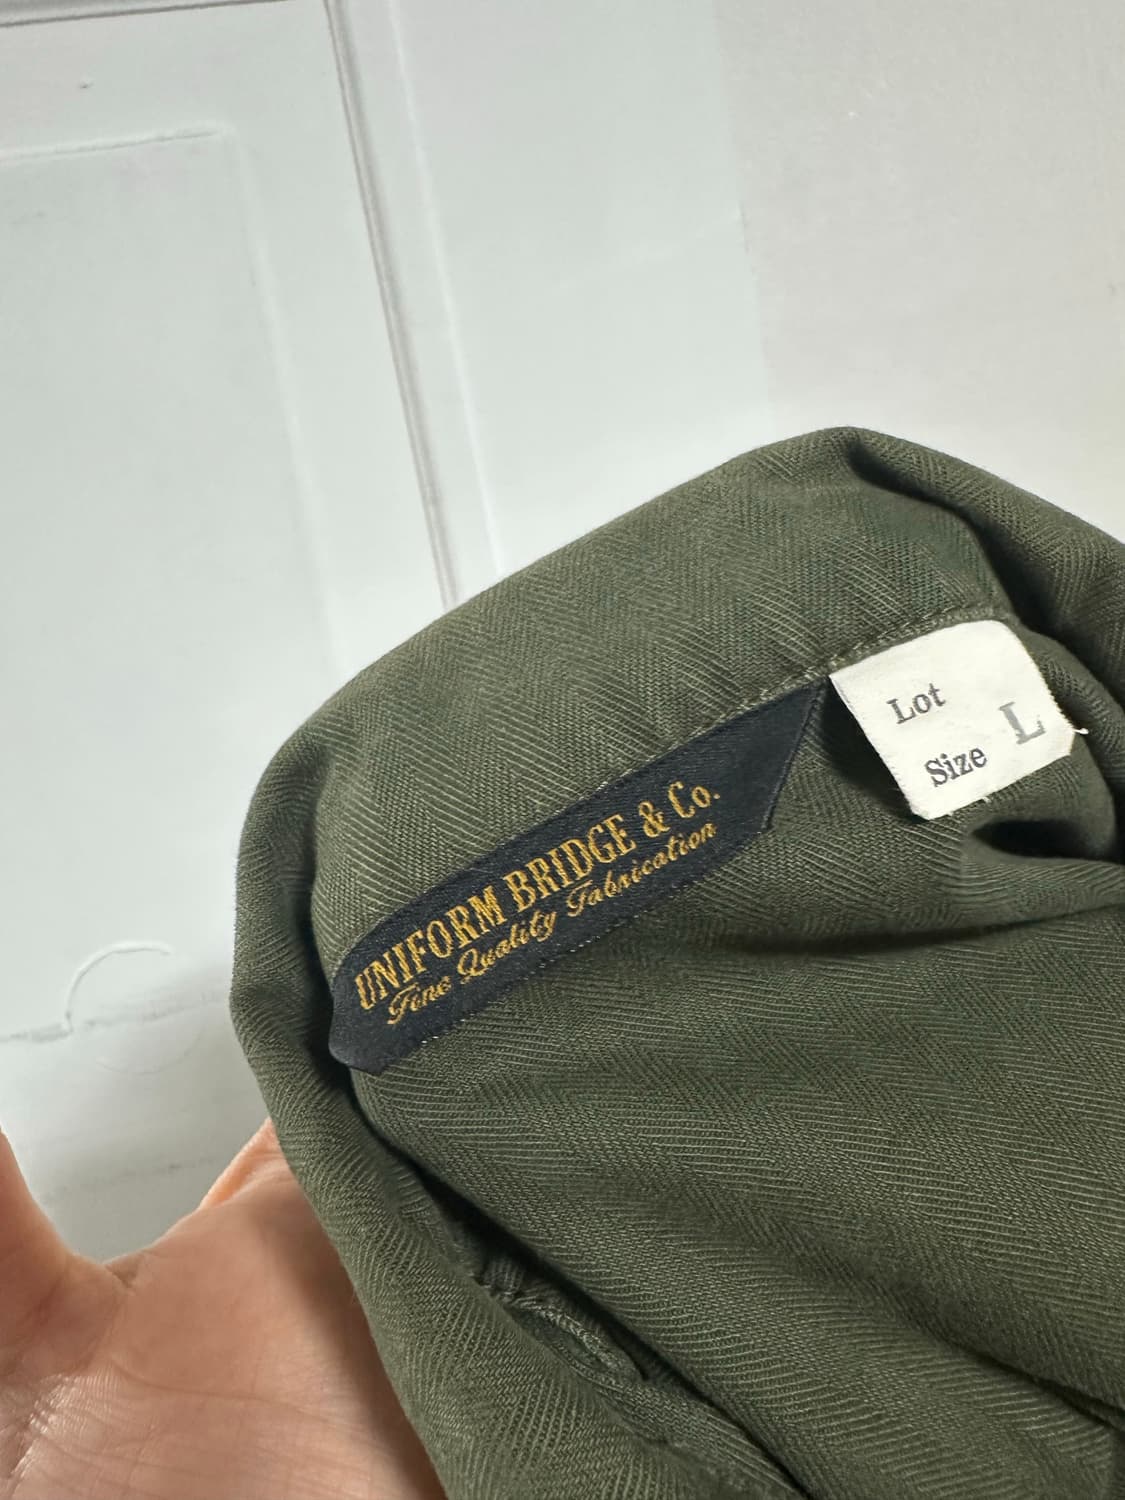 UNIFORM BRIDGE & Co.
Fine Quality Fabrication
Lot
Size L